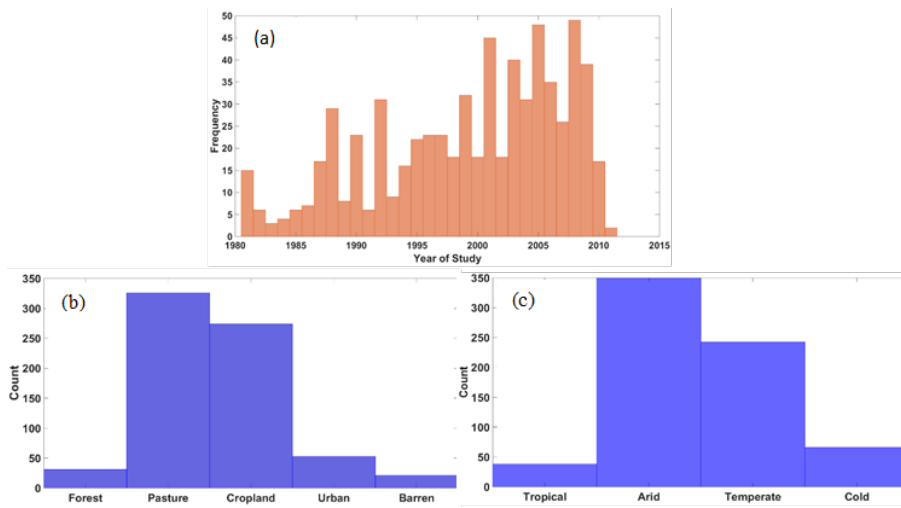 (a)
Frequency
50
45
40
35
30
25
20
15
10
5
0
1980 1985 1990 1995 2000 2005 2010 2015
Year of Study
(b)
Count
350
300
250
200
150
100
50
0
Forest Pasture Cropland Urban Barren
(c)
Count
350
300
250
200
150
100
50
0
Tropical Arid Temperate Cold